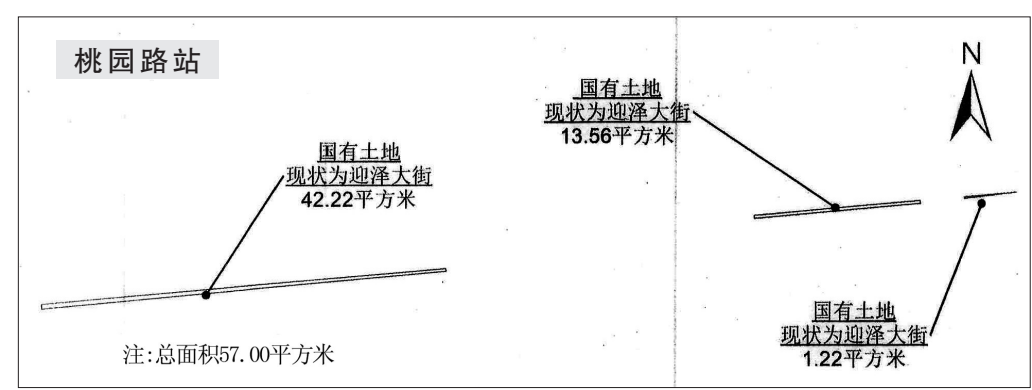 桃园路站
国有土地
现状为迎泽大街
42.22平方米
国有土地
现状为迎泽大街
13.56平方米
N
国有土地
现状为迎泽大街
1.22平方米
注:总面积57.00平方米